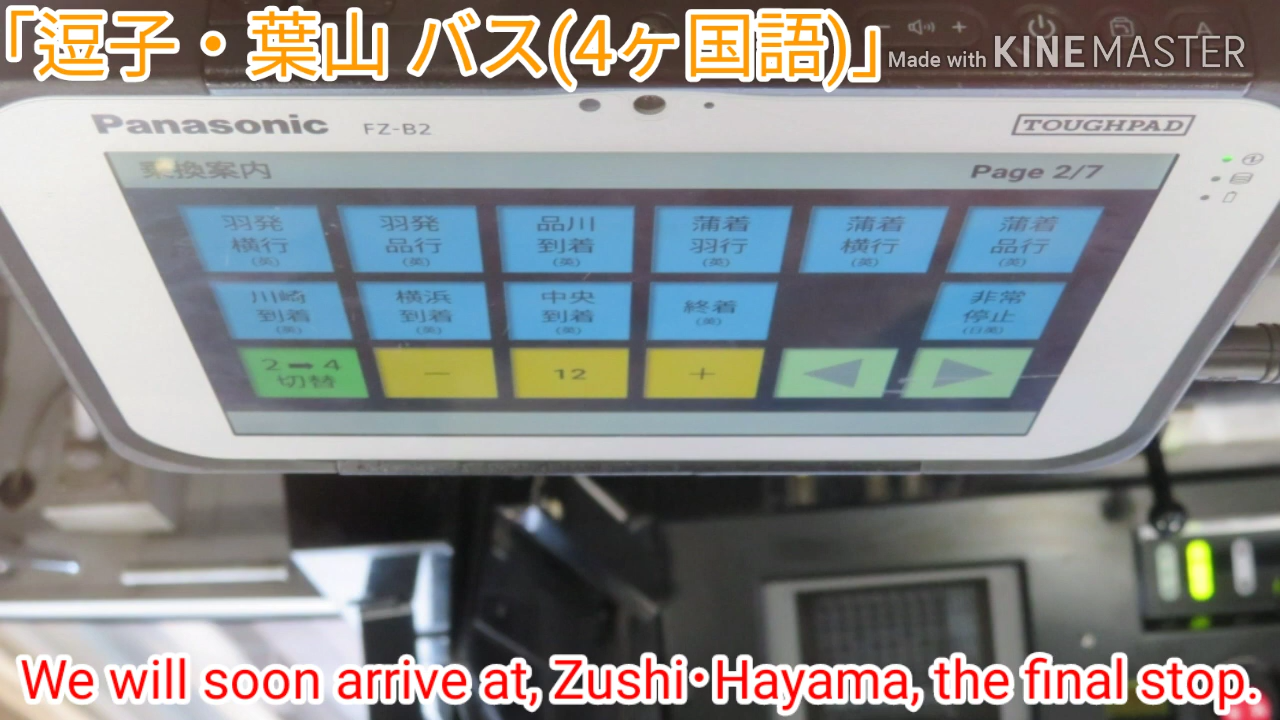 「逗子・葉山 バス(4ヶ国語)」
Made with KINEMASTER
A
Panasonic FZ-B2
TOUGHPAD
乗換案内
Page 2/7
羽発
横行
(英)
羽発
品行
(英)
品川
到着
(英)
蒲着
羽行
(英)
蒲着
横行
(英)
蒲着
品行
(英)
川崎
到着
(英)
横浜
到着
(英)
中央
到着
(英)
終着
(英)
非常
停止
(日英)
2➡4
切替
－
12
＋
◀
▶
We will soon arrive at, Zushi･Hayama, the final stop.